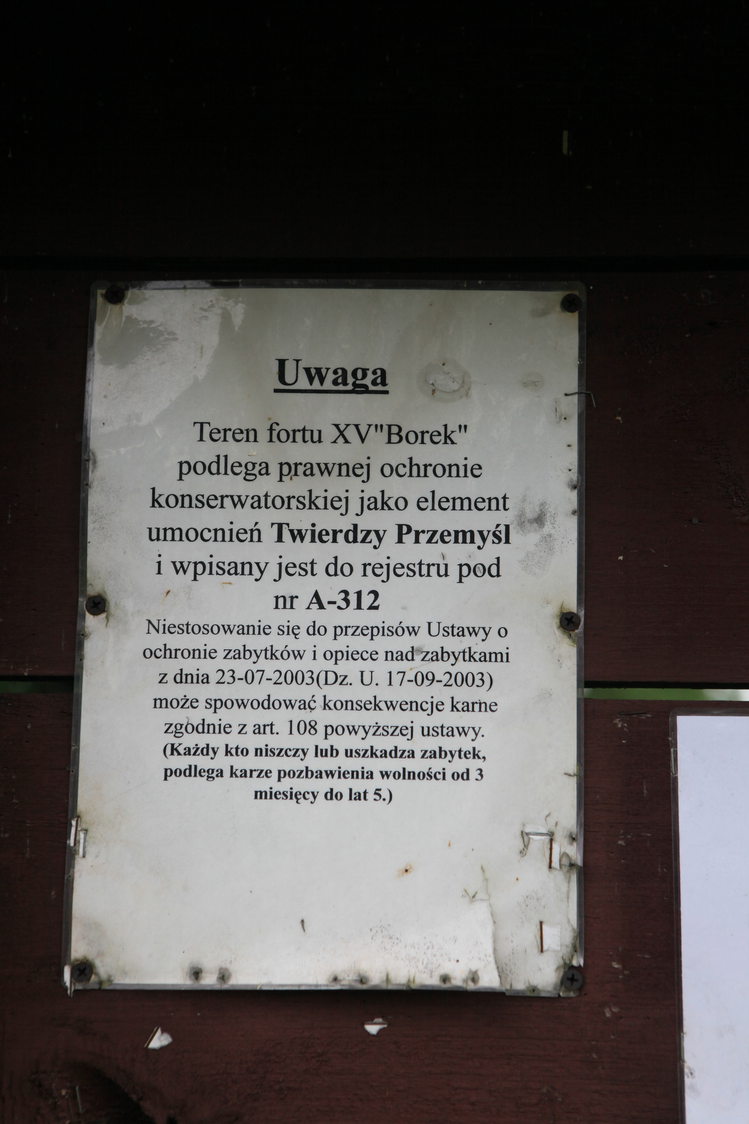 Uwaga
Teren fortu XV"Borek"
podlega prawnej ochronie
konserwatorskiej jako element
umocnień Twierdzy Przemyśl
i wpisany jest do rejestru pod
nr A-312
Niestosowanie się do przepisów Ustawy o
ochronie zabytków i opiece nad zabytkami
z dnia 23-07-2003(Dz. U. 17-09-2003)
może spowodować konsekwencje karne
zgodnie z art. 108 powyższej ustawy.
(Każdy kto niszczy lub uszkadza zabytek,
podlega karze pozbawienia wolności od 3
miesięcy do lat 5.)